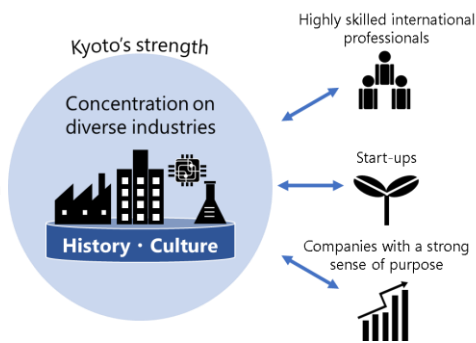 Kyoto's strength
Concentration on
diverse industries
History・Culture
Highly skilled international
professionals
Start-ups
Companies with a strong
sense of purpose